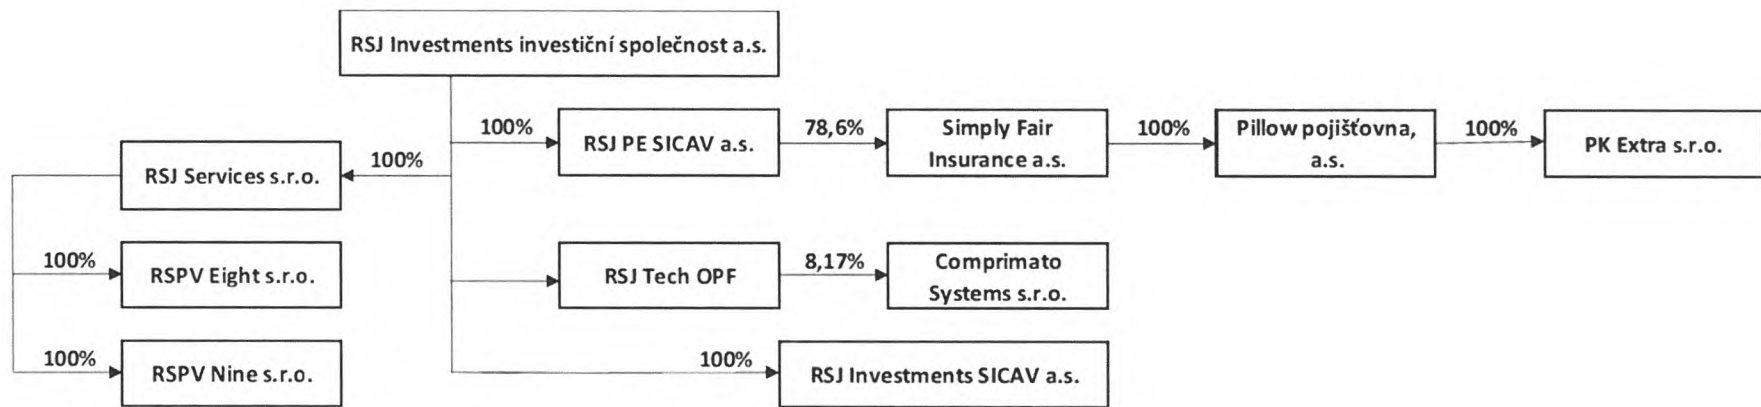 RSJ Investments investiční společnost a.s.
100%
RSJ PE SICAV a.s.
78,6%
Simply Fair
Insurance a.s.
100%
Pillow pojišťovna,
a.s.
100%
PK Extra s.r.o.
RSJ Services s.r.o.
100%
100%
RSPV Eight s.r.o.
RSJ Tech OPF
8,17%
Comprimato
Systems s.r.o.
100%
RSPV Nine s.r.o.
100%
RSJ Investments SICAV a.s.